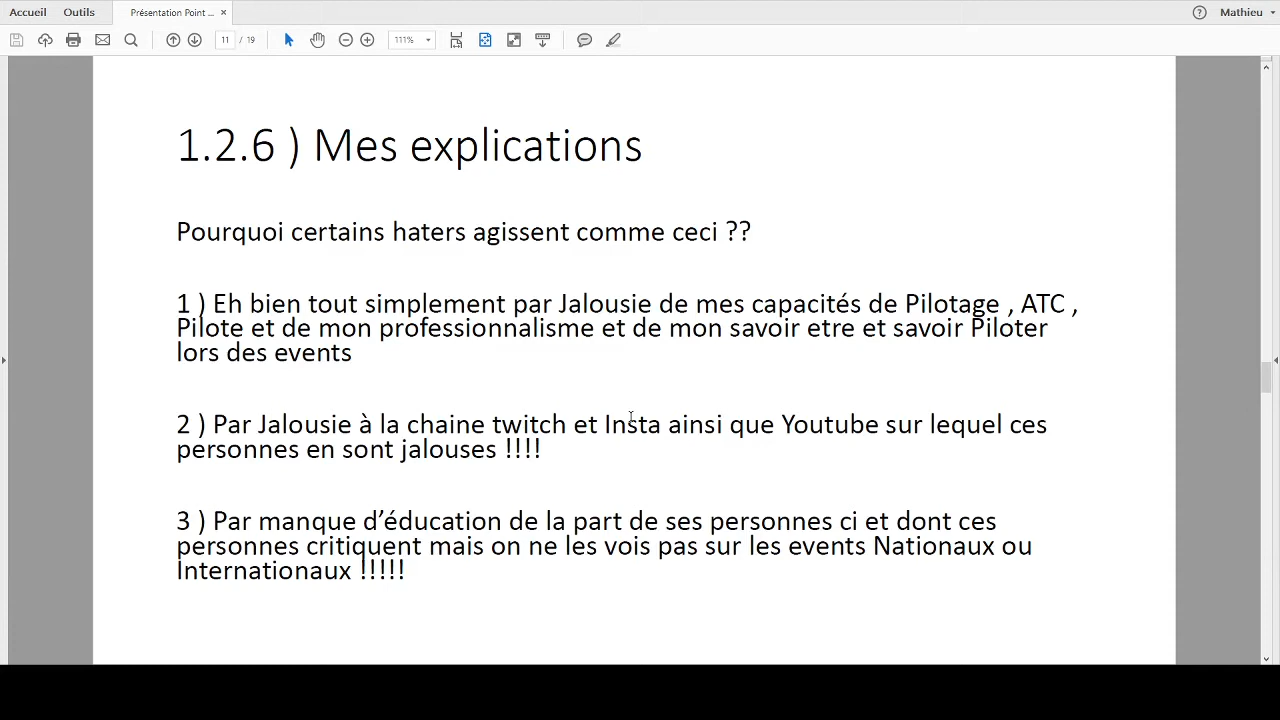 Accueil Outils Présentation Point ... × Mathieu
11 / 19 111%
1.2.6 ) Mes explications
Pourquoi certains haters agissent comme ceci ??
1 ) Eh bien tout simplement par Jalousie de mes capacités de Pilotage , ATC ,
Pilote et de mon professionnalisme et de mon savoir etre et savoir Piloter
lors des events
2 ) Par Jalousie à la chaine twitch et Insta ainsi que Youtube sur lequel ces
personnes en sont jalouses !!!!
3 ) Par manque d’éducation de la part de ses personnes ci et dont ces
personnes critiquent mais on ne les vois pas sur les events Nationaux ou
Internationaux !!!!!